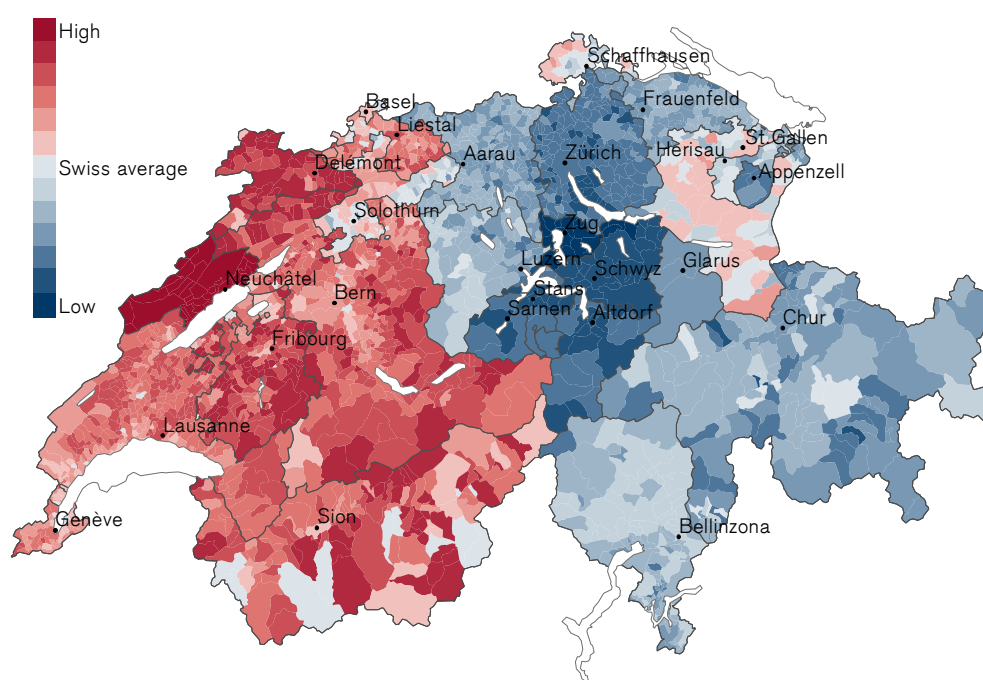 High
Schaffhausen
Basel
Frauenfeld
Liestal
St.Gallen
Herisau
Aarau
Zürich
Delémont
Swiss average
Appenzell
Solothurn
Zug
Luzern
Glarus
Schwyz
Neuchâtel
Stans
Bern
Low
Sarnen
Altdorf
Chur
Fribourg
Lausanne
Genève
Sion
Bellinzona